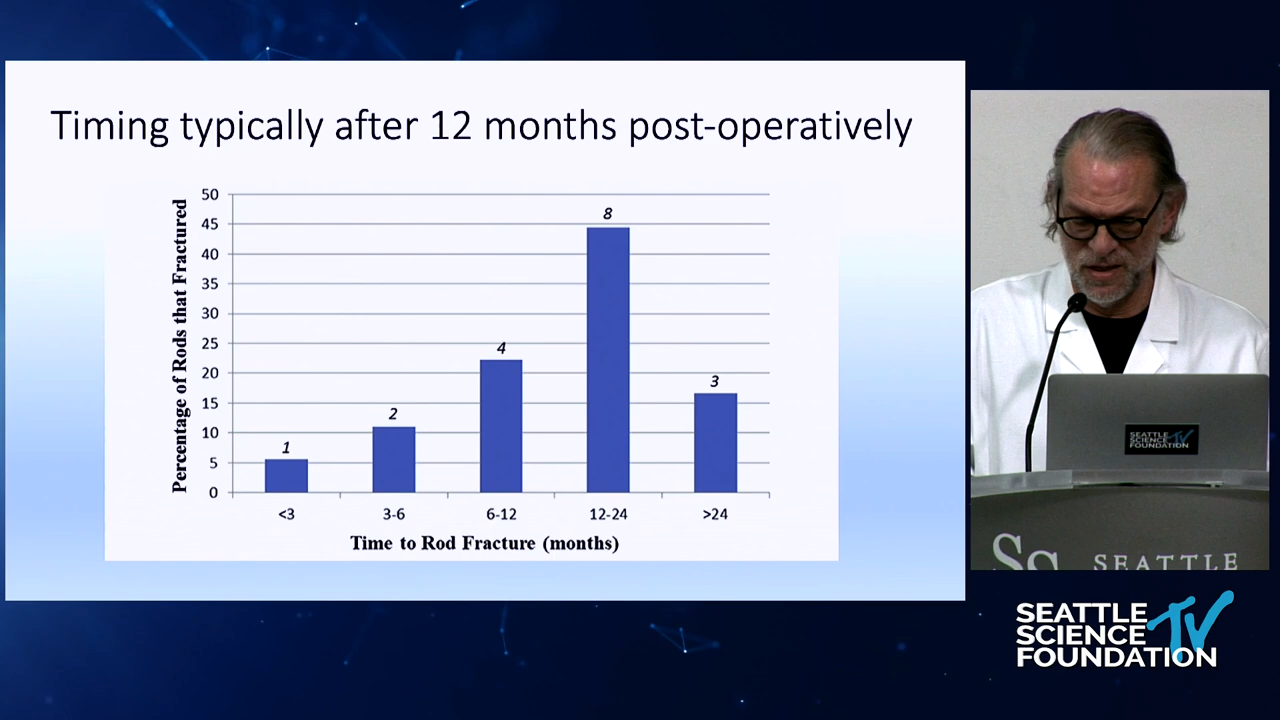 Timing typically after 12 months post-operatively
Percentage of Rods that Fractured
50
45
40
35
30
25
20
15
10
5
0
1
2
4
8
3
<3
3-6
6-12
12-24
>24
Time to Rod Fracture (months)
SEATTLE
SCIENCE TV
FOUNDATION
SS SEATTLE
SEATTLE
SCIENCE TV
FOUNDATION